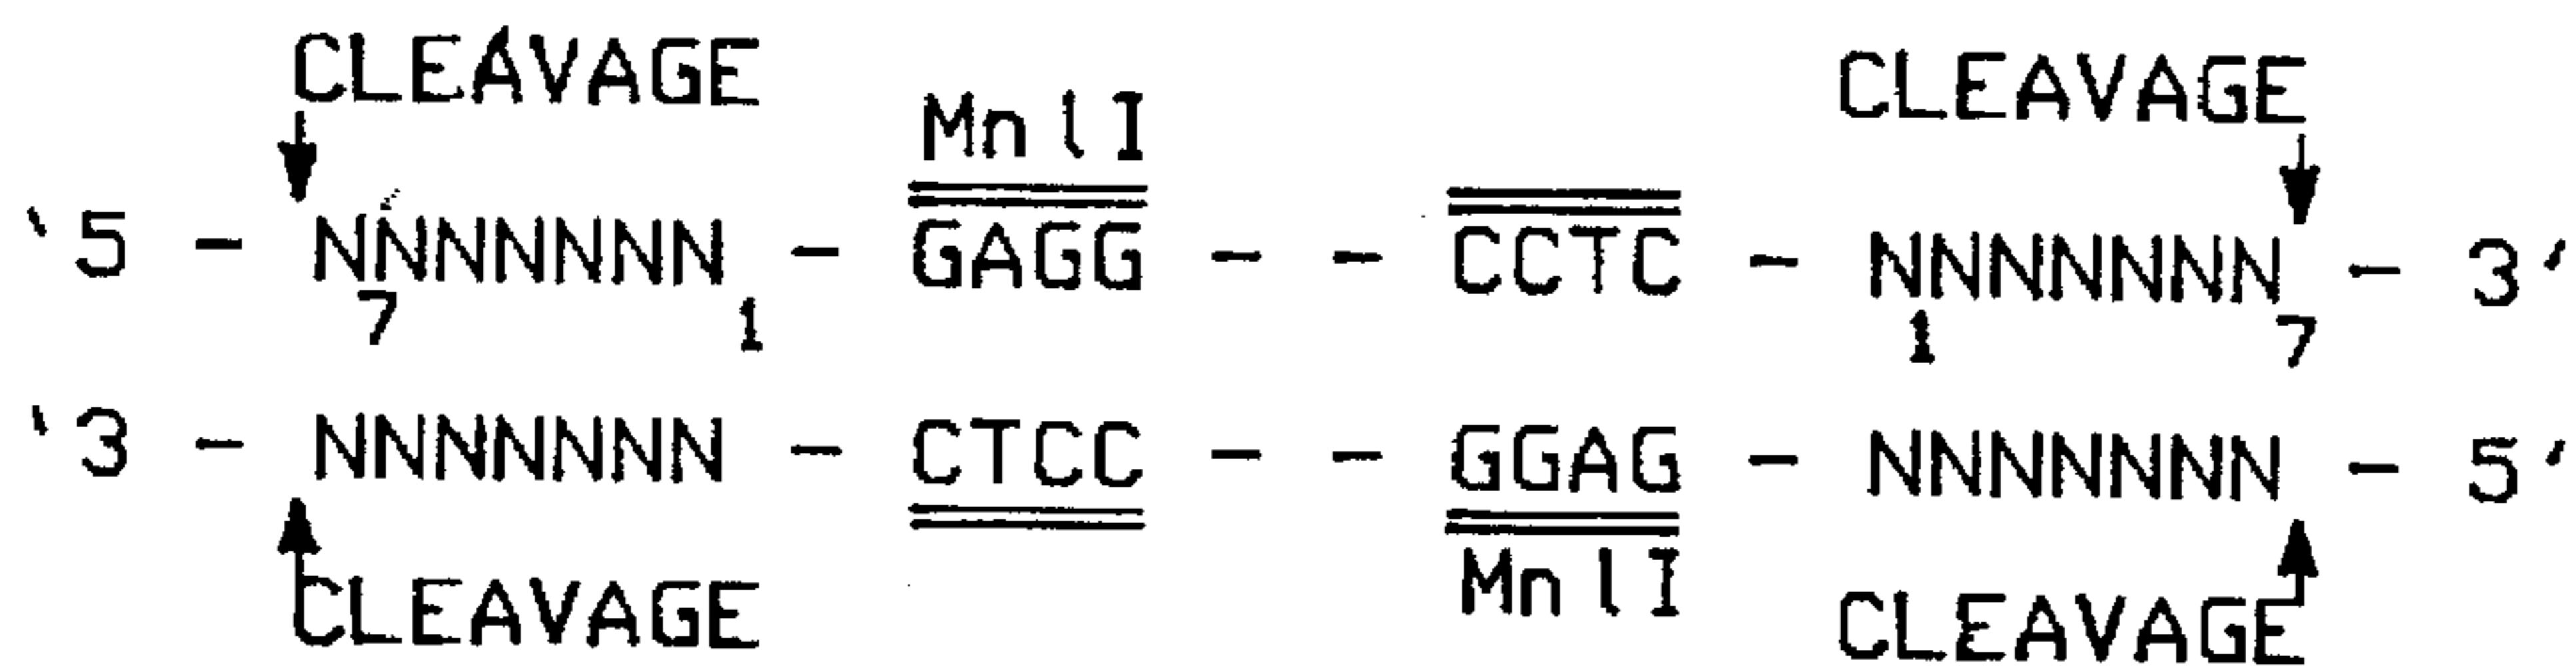 CLEAVAGE CLEAVAGE
MnlI
'5 - NNNNNNN - GAGG - - CCTC - NNNNNNN - 3'
7 1 1 7
'3 - NNNNNNN - CTCC - - GGAG - NNNNNNN - 5'
MnlI
CLEAVAGE CLEAVAGE